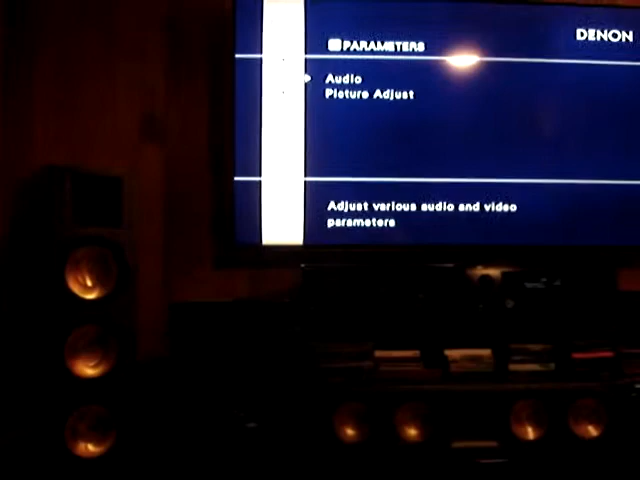 DENON
PARAMETERS
Audio
Picture Adjust
Adjust various audio and video
parameters